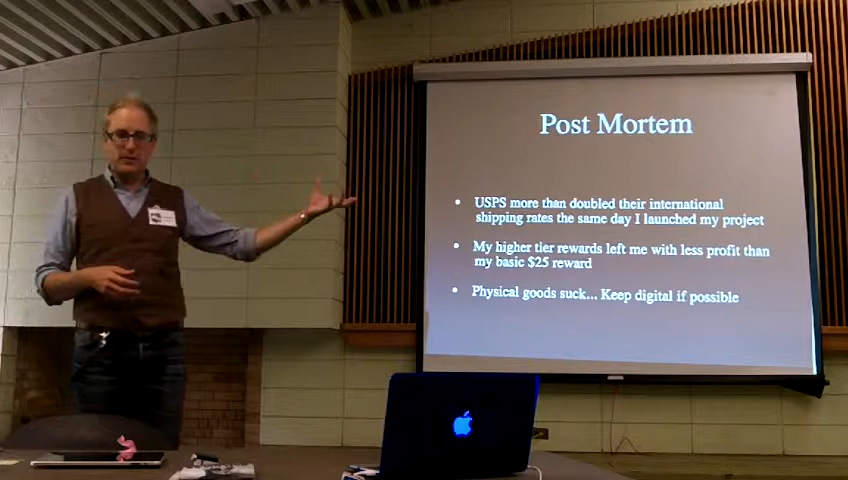 Post Mortem
• USPS more than doubled their international
shipping rates the same day I launched my project
• My higher tier rewards left me with less profit than
my basic $25 reward
• Physical goods suck... Keep digital if possible